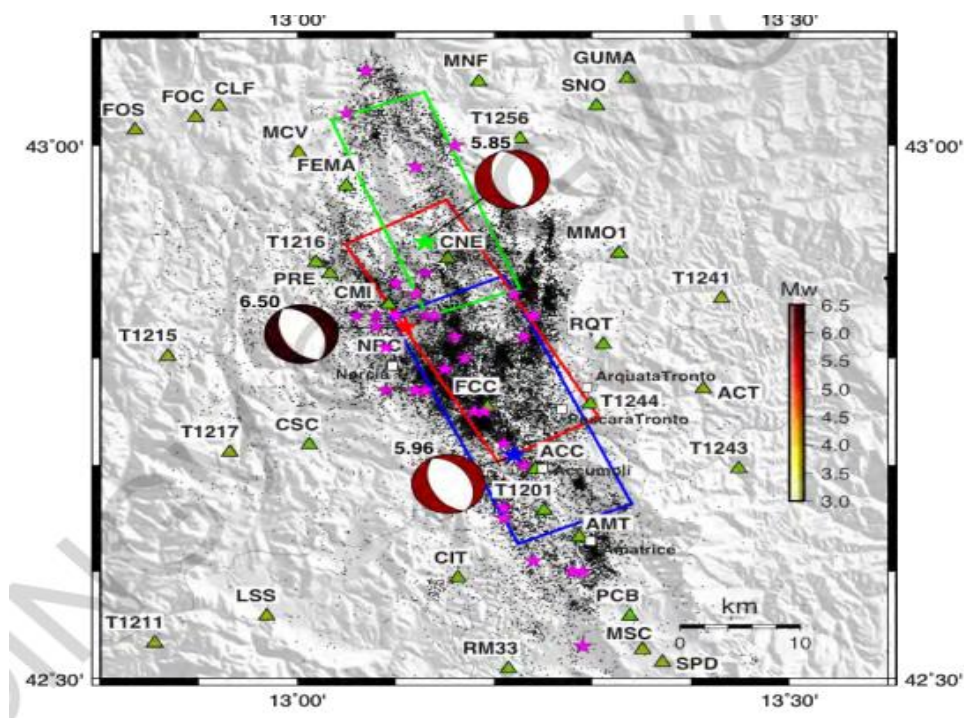 13˚00'
13˚30'
MNF
GUMA
SNO
FOS
FOC
CLF
T1256
43˚00'
MCV
5.85
43˚00'
FEMA
T1216
CNE
MMO1
PRE
T1241
CMI
Mw
6.50
6.5
6.0
T1215
NRC
RQT
5.5
Norcia
ArquataTronto
5.0
FCC
T1244
ACT
4.5
PescaraTronto
T1217
CSC
4.0
5.96
ACC
T1243
3.5
Accumoli
T1201
3.0
AMT
Amatrice
CIT
LSS
PCB
km
T1211
MSC
0
10
RM33
SPD
42˚30'
42˚30'
13˚00'
13˚30'